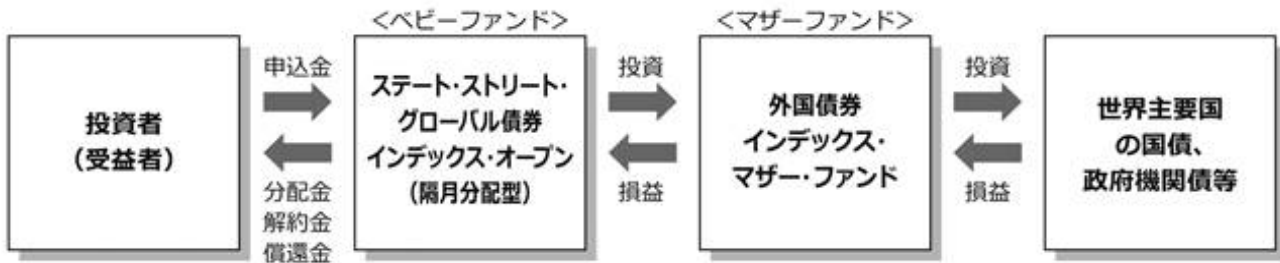 <ベビーファンド>
<マザーファンド>
投資者
(受益者)
申込金
分配金
解約金
償還金
ステート・ストリート・
グローバル債券
インデックス・オープン
(隔月分配型)
投資
損益
外国債券
インデックス・
マザー・ファンド
投資
損益
世界主要国
の国債、
政府機関債等